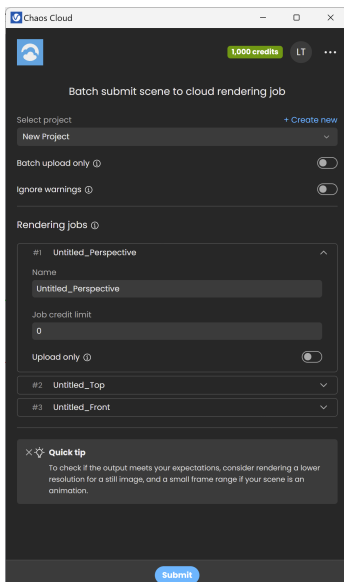 Chaos Cloud
1,000 credits
LT
Batch submit scene to cloud rendering job
Select project
+ Create new
New Project
Batch upload only
Ignore warnings
Rendering jobs
#1 Untitled_Perspective
Name
Untitled_Perspective
Job credit limit
0
Upload only
#2 Untitled_Top
#3 Untitled_Front
Quick tip
To check if the output meets your expectations, consider rendering a lower
resolution for a still image, and a small frame range if your scene is an
animation.
Submit